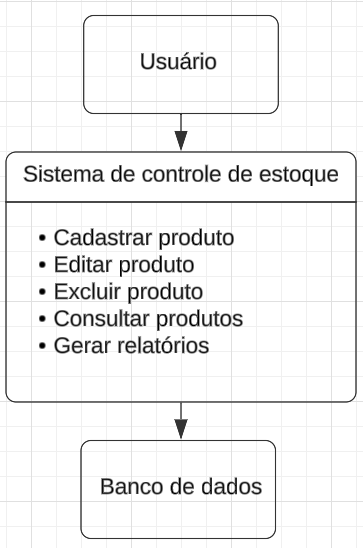 Usuário
Sistema de controle de estoque
• Cadastrar produto
• Editar produto
• Excluir produto
• Consultar produtos
• Gerar relatórios
Banco de dados